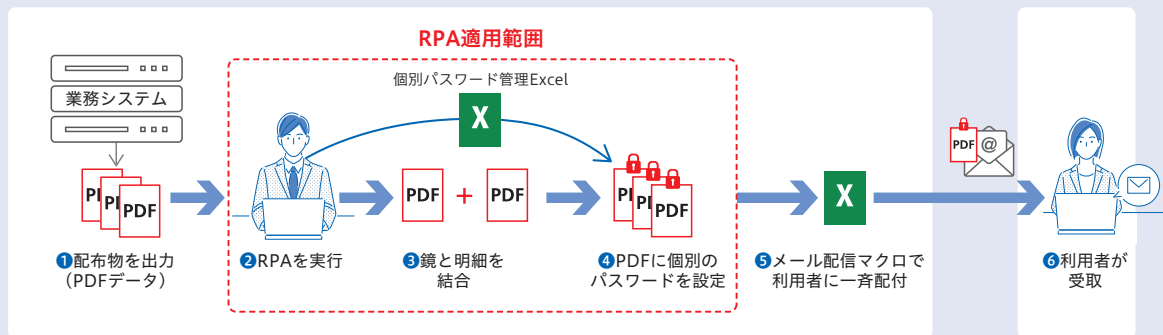 RPA適用範囲
個別パスワード管理Excel
業務システム
X
PDF
@
PDF
PDF
PDF
+
PDF
PDF
X
❶配布物を出力
(PDFデータ)
❷RPAを実行
❸鏡と明細を
結合
❹PDFに個別の
パスワードを設定
❺メール配信マクロで
利用者に一斉配付
❻利用者が
受取